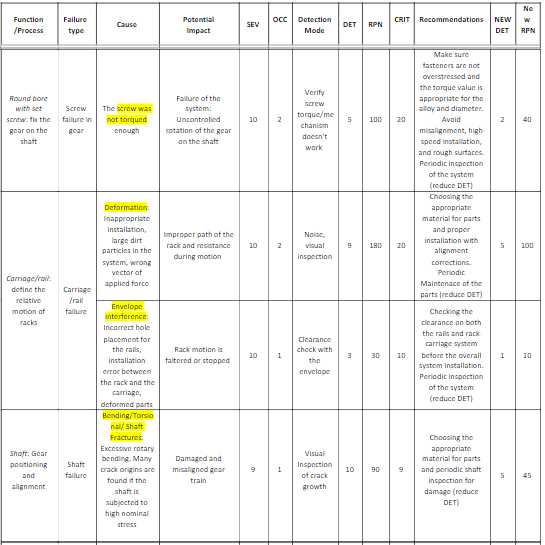 Function
/Process
Failure
type
Cause
Potential
Impact
SEV
OCC
Detection
Mode
DET
RPN
CRIT
Recommendations
NEW
DET
Ne
w
RPN
Round bore
with set
screw: fix the
gear on the
shaft
Screw
failure in
gear
The screw was
not torqued
enough
Failure of the
system:
Uncontrolled
rotation of the gear
on the shaft
10
2
Verify
screw
torque/me
chanism
doesn't
work
5
100
20
Make sure
fasteners are not
overstressed and
the torque value is
appropriate for the
alloy and diameter.
Avoid
misalignment, high-
speed installation,
and rough surfaces.
Periodic inspection
of the system
(reduce DET)
2
40
Carriage/rail:
define the
relative
motion of
racks
Carriage
/rail
failure
Deformation:
Inappropriate
installation,
large dirt
particles in the
system, wrong
vector of
applied force
Improper path of the
rack and resistance
during motion
10
2
Noise,
visual
inspection
9
180
20
Choosing the
appropriate
material for parts
and proper
installation with
alignment
corrections.
Periodic
Maintenace of the
parts (reduce DET)
5
100
Envelope
interference:
Incorrect hole
placement for
the rails,
installation
error between
the rack and the
carriage,
deformed parts
Rack motion is
faltered or stopped
10
1
Clearance
check with
the
envelope
3
30
10
Checking the
clearance on both
the rails and rack-
carriage system
before the overall
system installation.
Periodic inspection
of the system
(reduce DET)
1
10
Shaft: Gear
positioning
and
alignment
Shaft
failure
Bending/Torsio
nal/ Shaft
Fractures:
Excessive rotary
bending. Many
crack origins are
found if the
shaft is
subjected to
high nominal
stress
Damaged and
misaligned gear
train
9
1
Visual
Inspection
of crack
growth
10
90
9
Choosing the
appropriate
material for parts
and periodic shaft
inspection for
damage (reduce
DET)
5
45